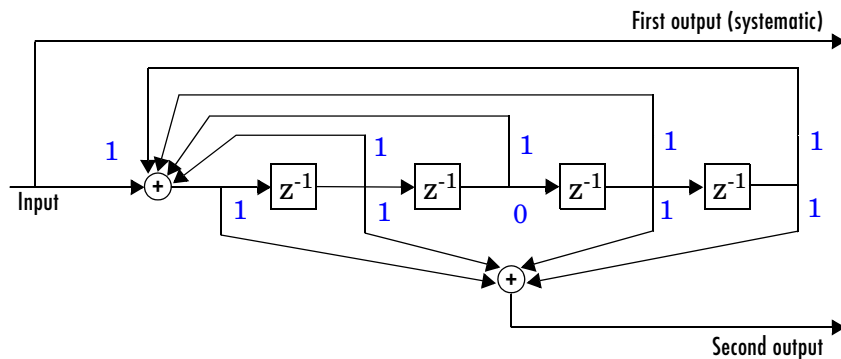 First output (systematic)
1 1 1 1 1
+ z-1 z-1 z-1 z-1
Input
1 1 0 1 1
+
Second output